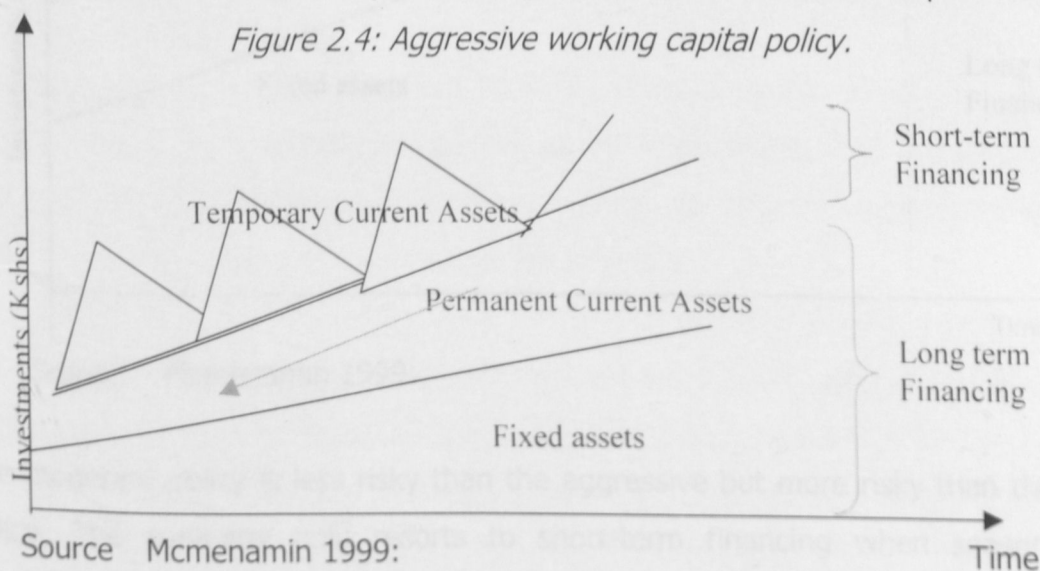 Figure 2.4: Aggressive working capital policy.
Short-term
Financing
Temporary Current Assets
Investments (K shs)
Permanent Current Assets
Long term
Financing
Fixed assets
Source Mcmenamin 1999:
Time